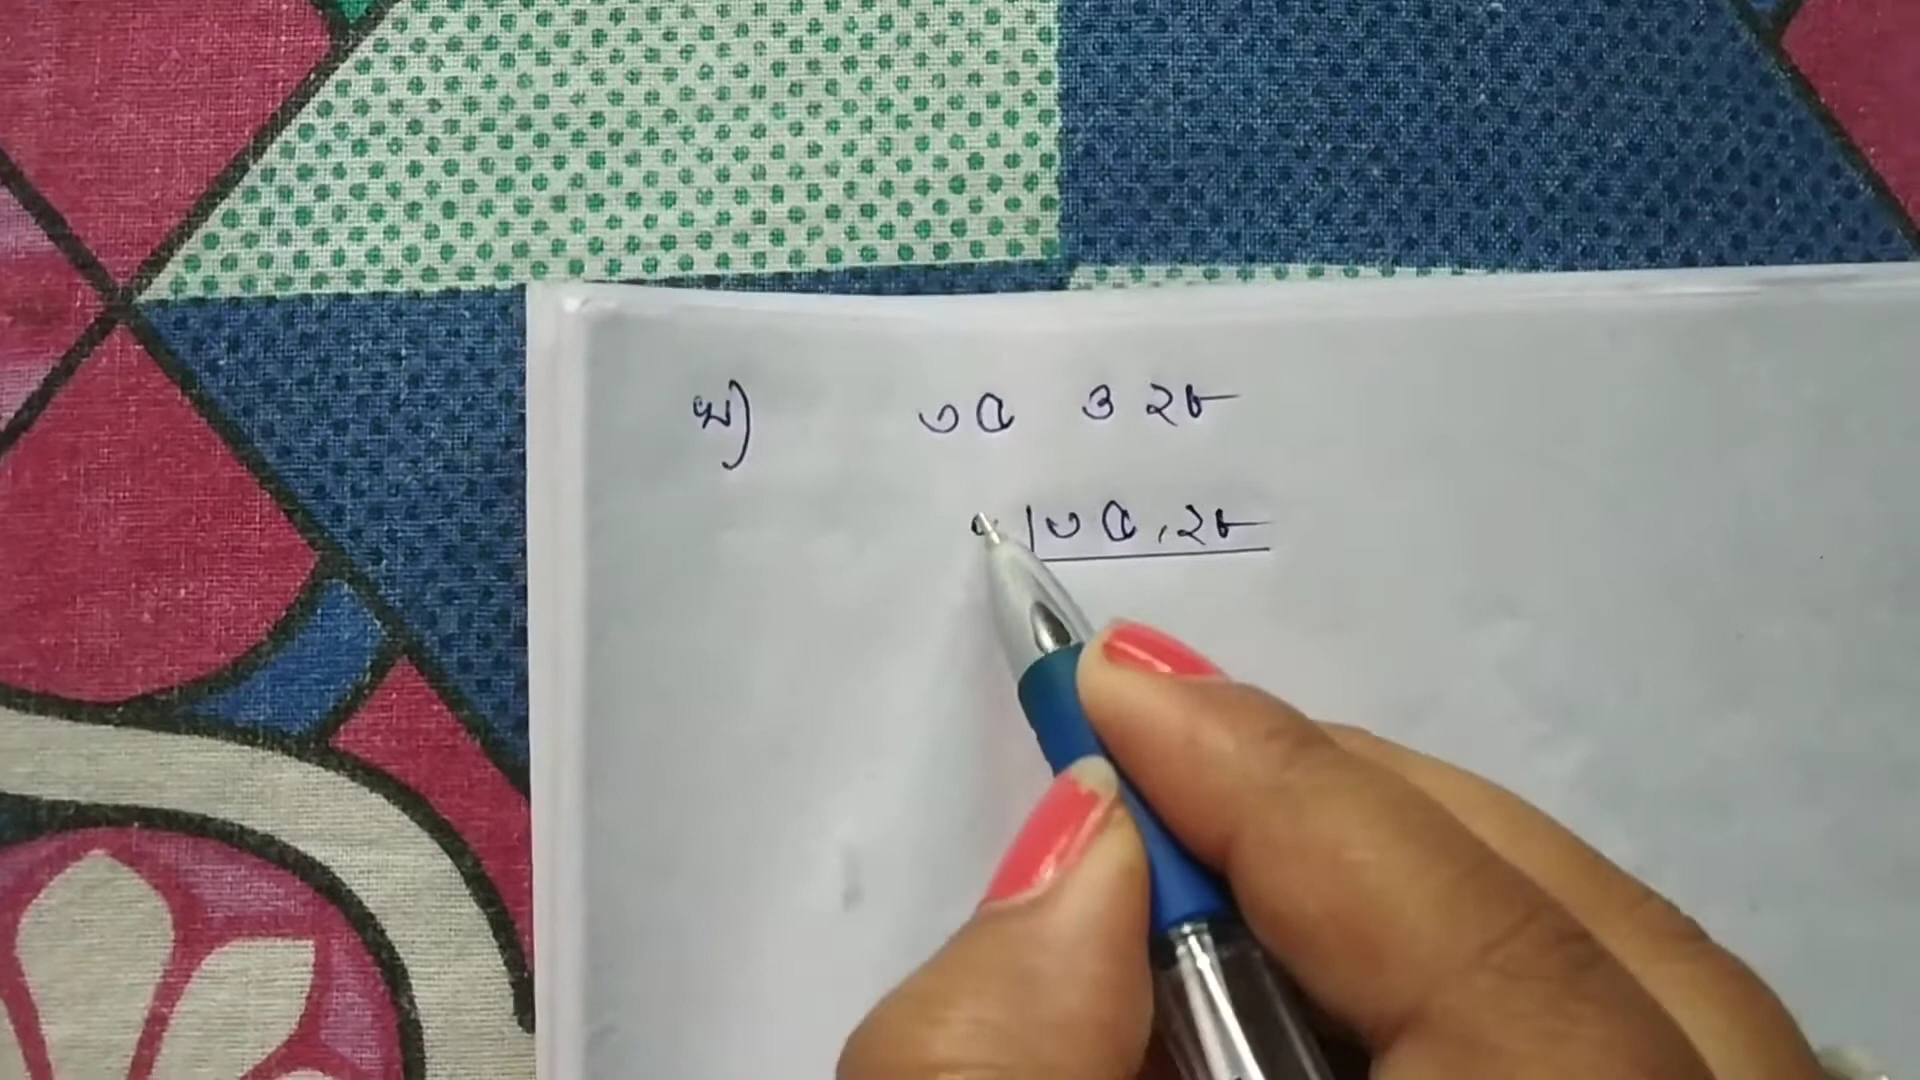 ঘ) ৩৫ ও ২৮
৭ | ৩৫, ২৮